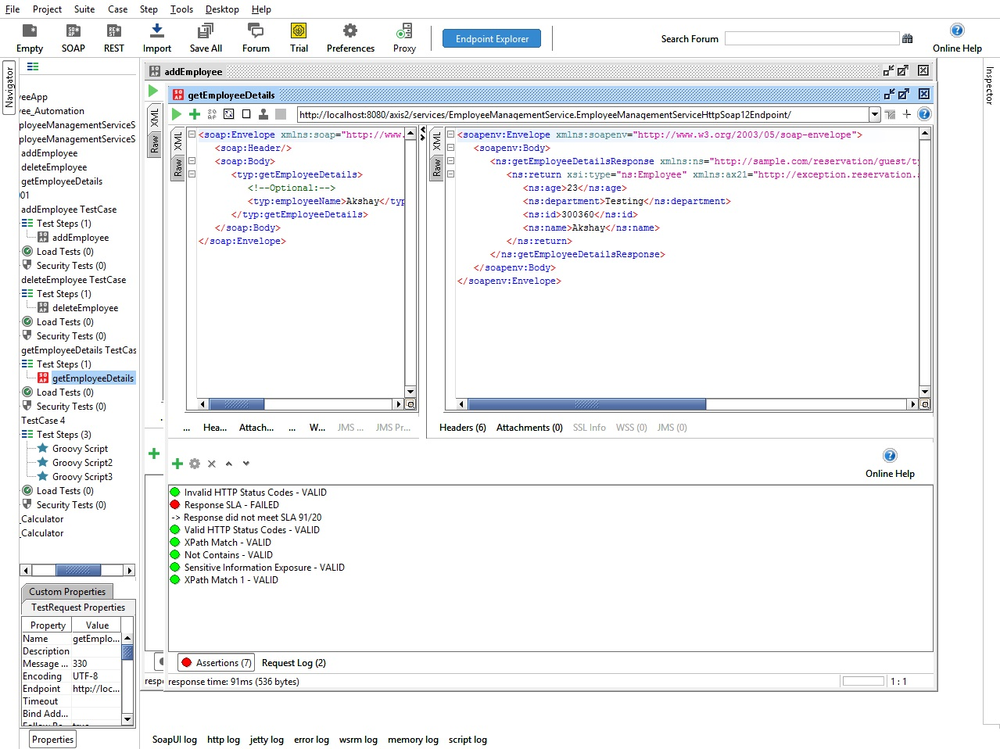 File Project Suite Case Step Tools Desktop Help
Empty SOAP REST Import Save All Forum Trial Preferences Proxy Endpoint Explorer Search Forum Online Help
Navigator
Inspector
addEmployee
getEmployeeDetails
http://localhost:8080/axis2/services/EmployeeManagementService.EmployeeManagementServiceHttpSoap12Endpoint/
XML
Raw
eeApp
ee_Automation
ployeeManagementServiceS
ployeeManagementServiceS
addEmployee
deleteEmployee
getEmployeeDetails
01
addEmployee TestCase
Test Steps (1)
addEmployee
Load Tests (0)
Security Tests (0)
deleteEmployee TestCase
Test Steps (1)
deleteEmployee
Load Tests (0)
Security Tests (0)
getEmployeeDetails TestCas
Test Steps (1)
getEmployeeDetails
Load Tests (0)
Security Tests (0)
TestCase 4
Test Steps (3)
Groovy Script
Groovy Script2
Groovy Script3
Load Tests (0)
Security Tests (0)
_Calculator
_Calculator
Custom Properties
TestRequest Properties
Property Value
Name getEmplo...
Description
Message ... 330
Encoding UTF-8
Endpoint http://loc...
Timeout
Bind Add...
Properties
XML
Raw
<soap:Envelope xmlns:soap="http://www.
<soap:Header/>
<soap:Body>
<typ:getEmployeeDetails>
<!--Optional:-->
<typ:employeeName>Akshay</typ
</typ:getEmployeeDetails>
</soap:Body>
</soap:Envelope>
... Hea... Attach... ... W... JMS ... JMS Pr...
XML
Raw
<soapenv:Envelope xmlns:soapenv="http://www.w3.org/2003/05/soap-envelope">
<soapenv:Body>
<ns:getEmployeeDetailsResponse xmlns:ns="http://sample.com/reservation/guest/ty
<ns:return xsi:type="ns:Employee" xmlns:ax21="http://exception.reservation.
<ns:age>23</ns:age>
<ns:department>Testing</ns:department>
<ns:id>300360</ns:id>
<ns:name>Akshay</ns:name>
</ns:return>
</ns:getEmployeeDetailsResponse>
</soapenv:Body>
</soapenv:Envelope>
Headers (6) Attachments (0) SSL Info WSS (0) JMS (0)
Online Help
Invalid HTTP Status Codes - VALID
Response SLA - FAILED
-> Response did not meet SLA 91/20
Valid HTTP Status Codes - VALID
XPath Match - VALID
Not Contains - VALID
Sensitive Information Exposure - VALID
XPath Match 1 - VALID
Assertions (7) Request Log (2)
respo response time: 91ms (536 bytes) 1 : 1
SoapUI log http log jetty log error log wsrm log memory log script log